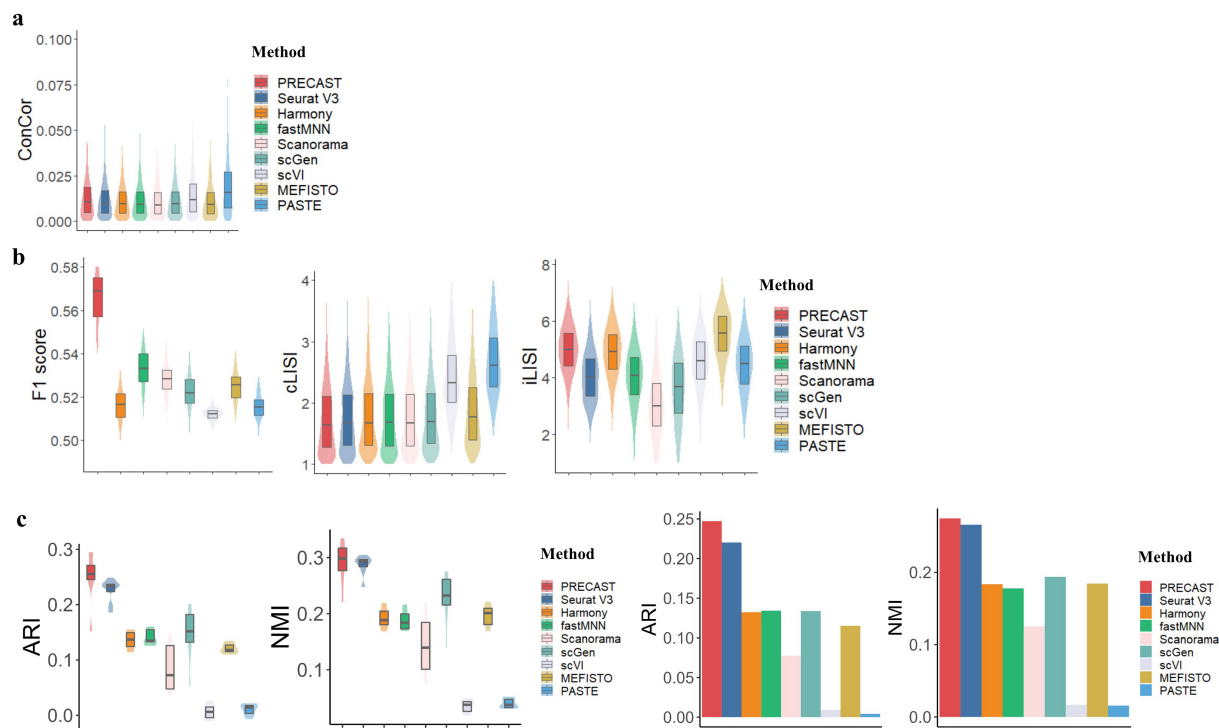 a
0.100
0.075
0.050
0.025
0.000
ConCor
Method
PRECAST
Seurat V3
Harmony
fastMNN
Scanorama
scGen
scVI
MEFISTO
PASTE
b
0.58
0.56
0.54
0.52
0.50
F1 score
4
3
2
1
cLISI
8
6
4
2
iLISI
Method
PRECAST
Seurat V3
Harmony
fastMNN
Scanorama
scGen
scVI
MEFISTO
PASTE
c
0.3
0.2
0.1
0.0
ARI
0.3
0.2
0.1
NMI
Method
PRECAST
Seurat V3
Harmony
fastMNN
Scanorama
scGen
scVI
MEFISTO
PASTE
0.25
0.20
0.15
0.10
0.05
0.00
ARI
0.2
0.1
0.0
NMI
Method
PRECAST
Seurat V3
Harmony
fastMNN
Scanorama
scGen
scVI
MEFISTO
PASTE